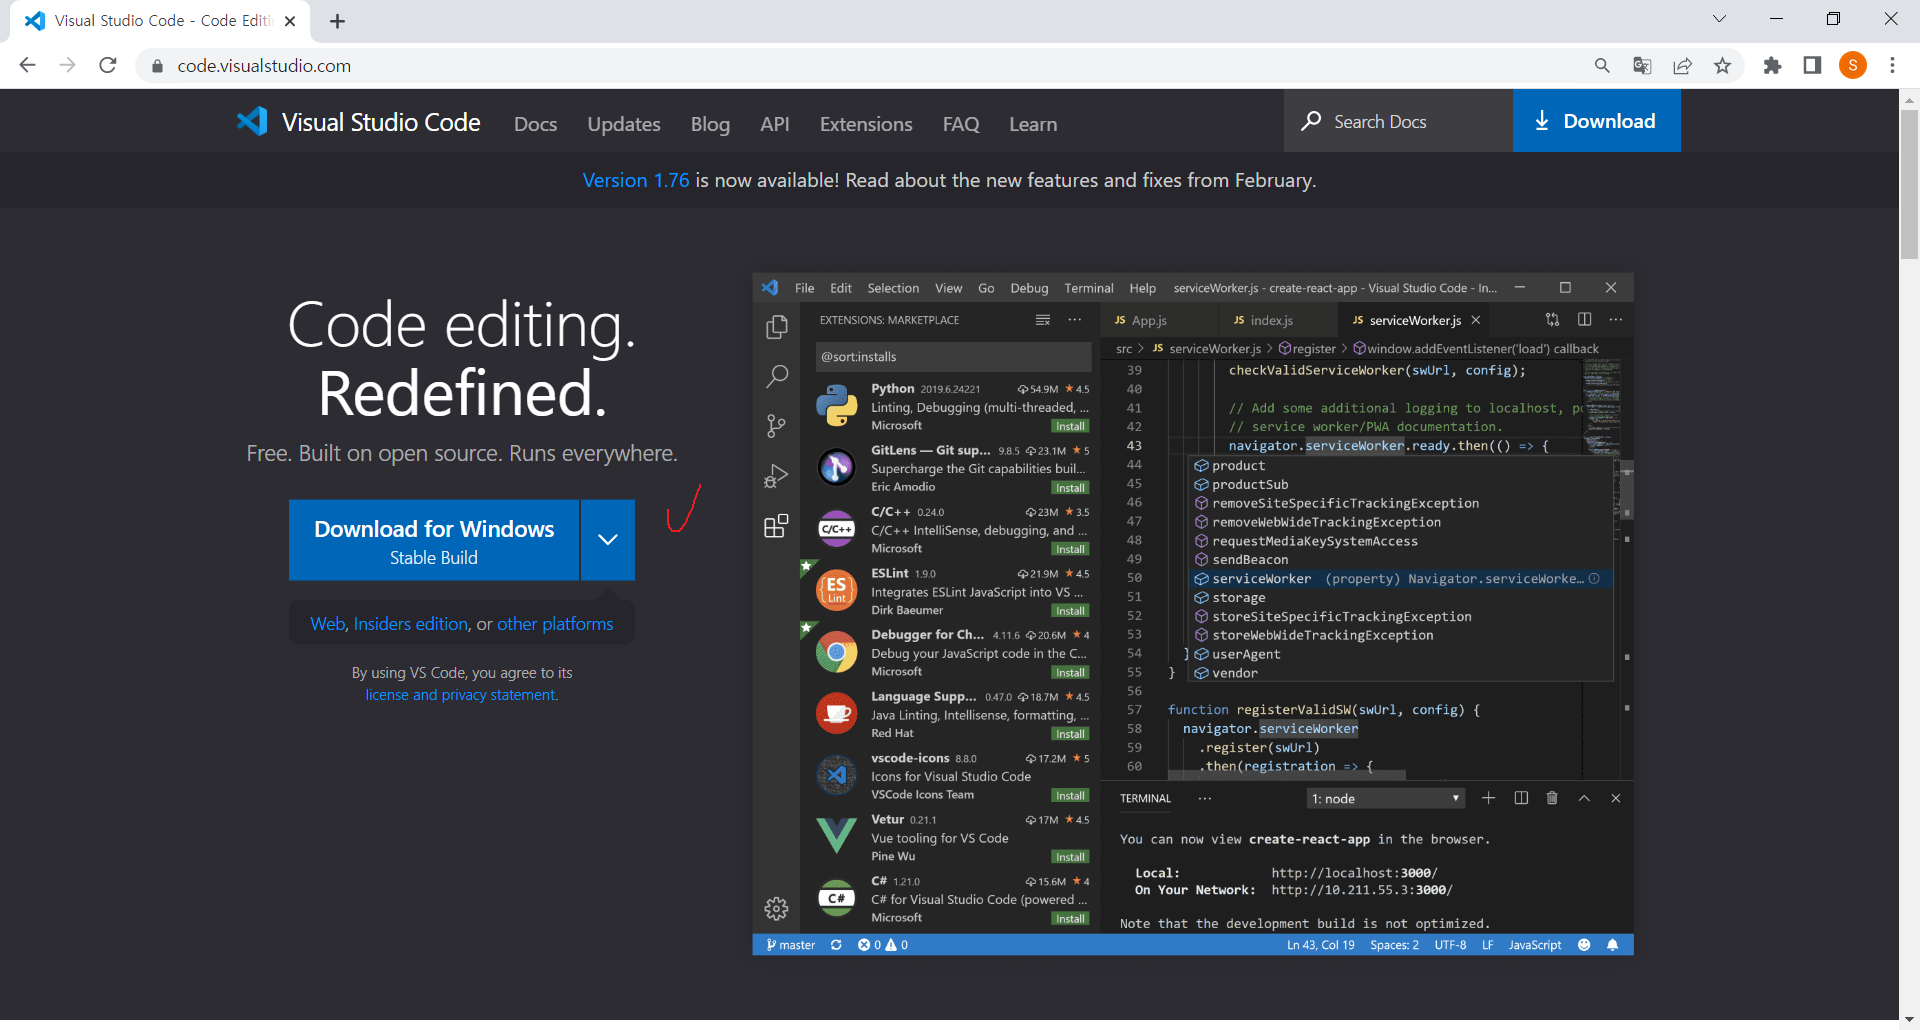 Visual Studio Code - Code Editi
code.visualstudio.com
S
Visual Studio Code Docs Updates Blog API Extensions FAQ Learn Search Docs Download
Version 1.76 is now available! Read about the new features and fixes from February.
Code editing.
Redefined.
Free. Built on open source. Runs everywhere.
Download for Windows
Stable Build
Web, Insiders edition, or other platforms
By using VS Code, you agree to its
license and privacy statement.
File Edit Selection View Go Debug Terminal Help serviceWorker.js - create-react-app - Visual Studio Code - In...
EXTENSIONS: MARKETPLACE
@sort:installs
Python 2019.6.24221 54.9M ★4.5
Linting, Debugging (multi-threaded, ...
Microsoft Install
GitLens — Git sup... 9.8.5 23.1M ★5
Supercharge the Git capabilities buil...
Eric Amodio Install
C/C++
C/C++ 0.24.0 23M ★3.5
C/C++ IntelliSense, debugging, and ...
Microsoft Install
ES
Lint
ESLint 1.9.0 21.9M ★4.5
Integrates ESLint JavaScript into VS ...
Dirk Baeumer Install
Debugger for Ch... 4.11.6 20.6M ★4
Debug your JavaScript code in the C...
Microsoft Install
Language Supp... 0.47.0 18.7M ★4.5
Java Linting, Intellisense, formatting, ...
Red Hat Install
vscode-icons 8.8.0 17.2M ★5
Icons for Visual Studio Code
VSCode Icons Team Install
Vetur 0.21.1 17M ★4.5
Vue tooling for VS Code
Pine Wu Install
C#
C# 1.21.0 15.6M ★4
C# for Visual Studio Code (powered ...
Microsoft Install
JS App.js JS index.js JS serviceWorker.js
src > JS serviceWorker.js > register > window.addEventListener('load') callback
39 checkValidServiceWorker(swUrl, config);
40
41 // Add some additional logging to localhost, po
42 // service worker/PWA documentation.
43 navigator.serviceWorker.ready.then(() => {
44 product
45 productSub
46 removeSiteSpecificTrackingException
47 removeWebWideTrackingException
48 requestMediaKeySystemAccess
49 sendBeacon
50 serviceWorker (property) Navigator.serviceWorke...
51 storage
52 storeSiteSpecificTrackingException
53 storeWebWideTrackingException
54 } userAgent
55 } vendor
56
57 function registerValidSW(swUrl, config) {
58 navigator.serviceWorker
59 .register(swUrl)
60 .then(registration => {
TERMINAL ... 1: node
You can now view create-react-app in the browser.
Local: http://localhost:3000/
On Your Network: http://10.211.55.3:3000/
Note that the development build is not optimized.
master 0 0 Ln 43, Col 19 Spaces: 2 UTF-8 LF JavaScript